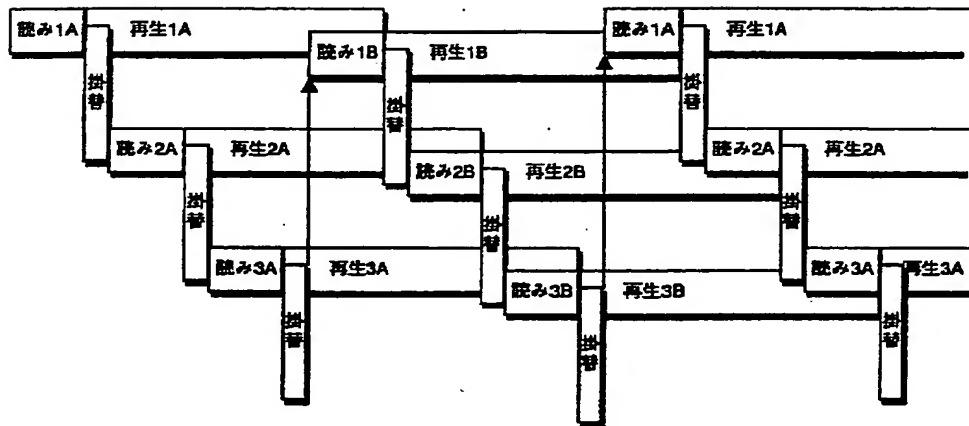 読み1A
再生1A
読み1B
再生1B
読み1A
再生1A
掛替
掛替
掛替
読み2A
再生2A
読み2B
再生2B
読み2A
再生2A
掛替
掛替
掛替
読み3A
再生3A
読み3B
再生3B
読み3A
再生3A
掛替
掛替
掛替